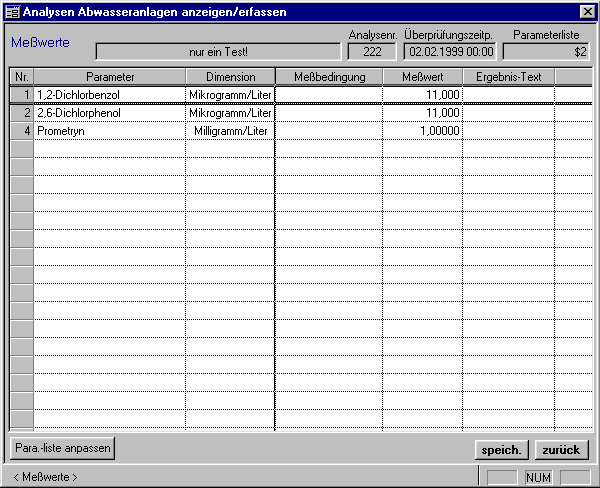 Analysen Abwasseranlagen anzeigen/erfassen
Meßwerte Analysenr. Überprüfungszeitp. Parameterliste
nur ein Test! 222 02.02.1999 00:00 $2
Nr. Parameter Dimension Meßbedingung Meßwert Ergebnis-Text
1 1,2-Dichlorbenzol Mikrogramm/Liter 11,000
2 2,6-Dichlorphenol Mikrogramm/Liter 11,000
4 Prometryn Milligramm/Liter 1,00000
Para.-liste anpassen speich. zurück
< Meßwerte > NUM